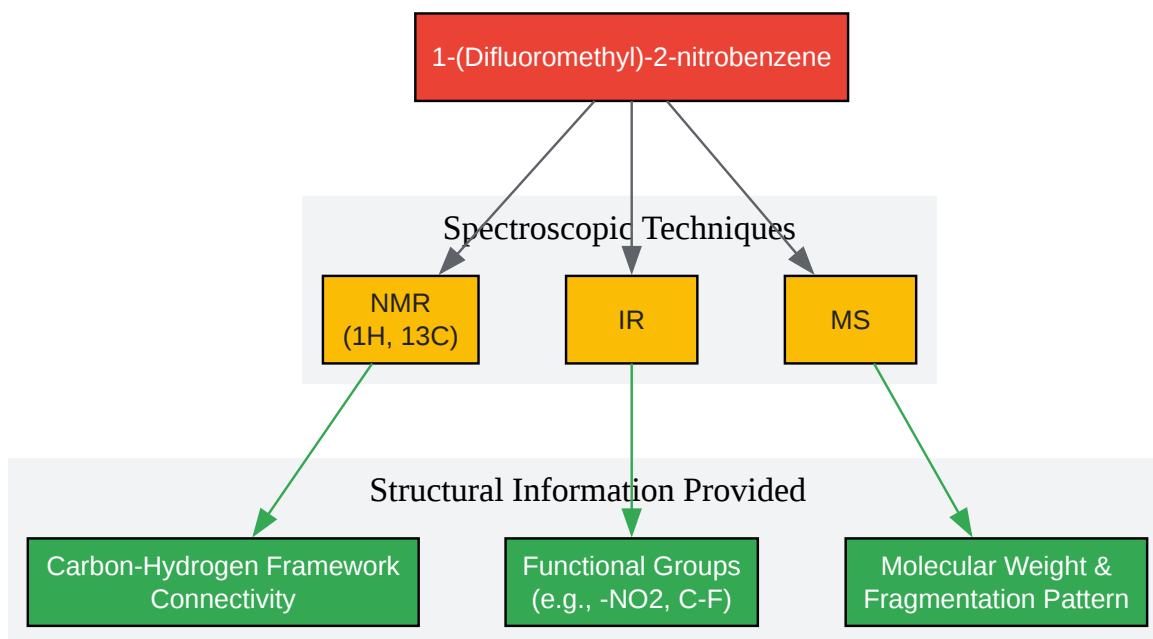 1-(Difluoromethyl)-2-nitrobenzene
Spectroscopic Techniques
NMR
(1H, 13C)
IR
MS
Structural Information Provided
Carbon-Hydrogen Framework
Connectivity
Functional Groups
(e.g., -NO2, C-F)
Molecular Weight &
Fragmentation Pattern